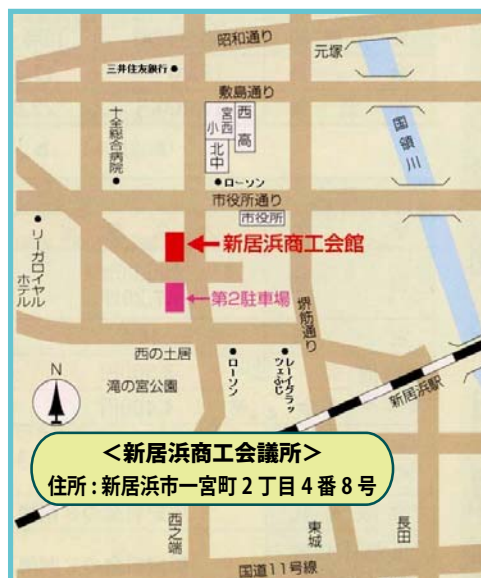 昭和通り
元塚
三井住友銀行
敷島通り
十全総合病院
宮西小
西高
北中
国領川
ローソン
市役所通り
市役所
新居浜商工会館
リーガロイヤルホテル
第2駐車場
堺筋通り
西の土居
滝の宮公園
ローソン
レーイグラッツェふじ
新居浜駅
N
<新居浜商工会議所>
住所:新居浜市一宮町2丁目4番8号
西之端
東城
長田
国道11号線